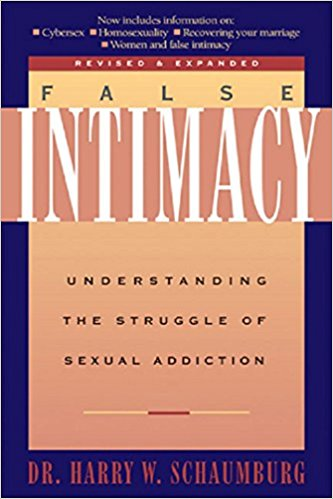 Now includes information on:
▪ Cybersex ▪ Homosexuality ▪ Recovering your marriage
▪ Women and false intimacy
REVISED & EXPANDED
FALSE
INTIMACY
UNDERSTANDING
THE STRUGGLE OF
SEXUAL ADDICTION
DR. HARRY W. SCHAUMBURG